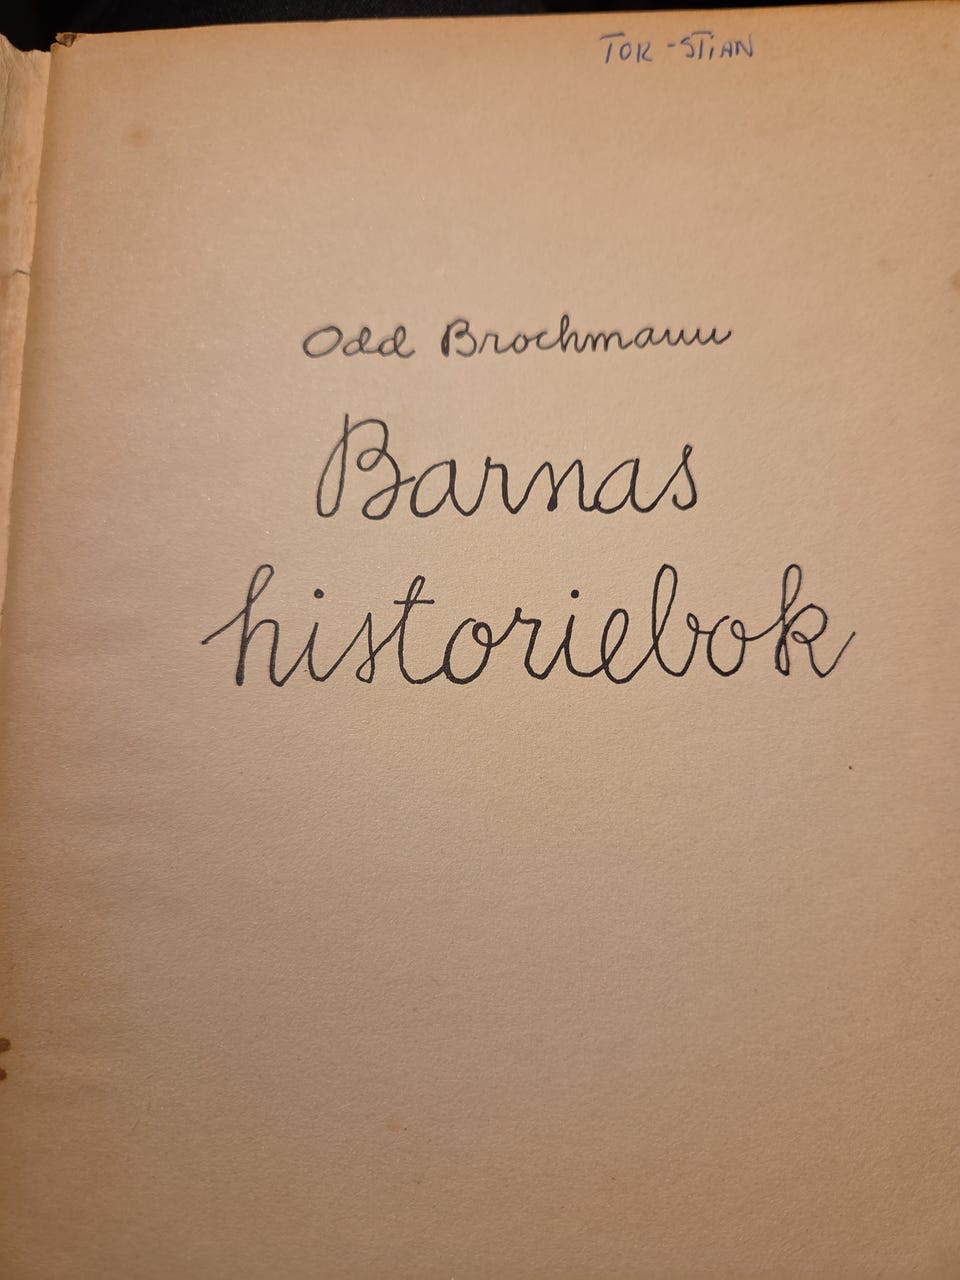 TOR-STiAN
Odd Brochmann
Barnas
historiebok